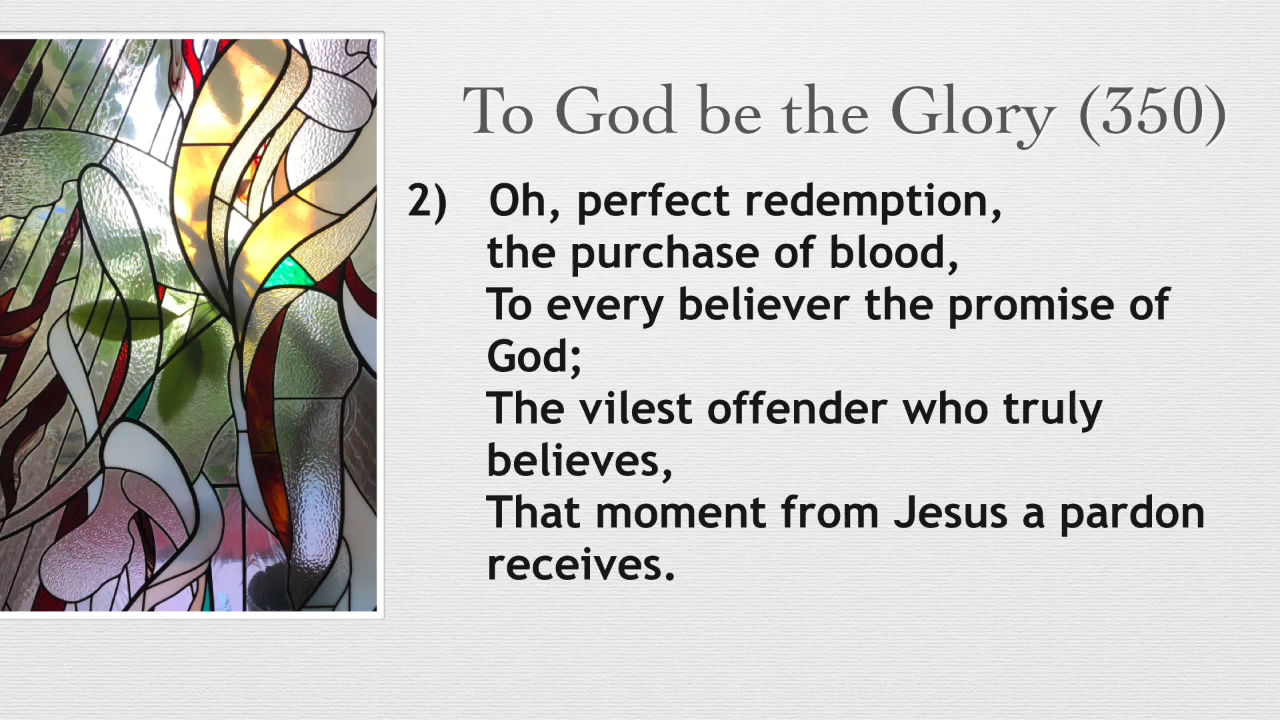 To God be the Glory (350)
2) Oh, perfect redemption,
the purchase of blood,
To every believer the promise of
God;
The vilest offender who truly
believes,
That moment from Jesus a pardon
receives.